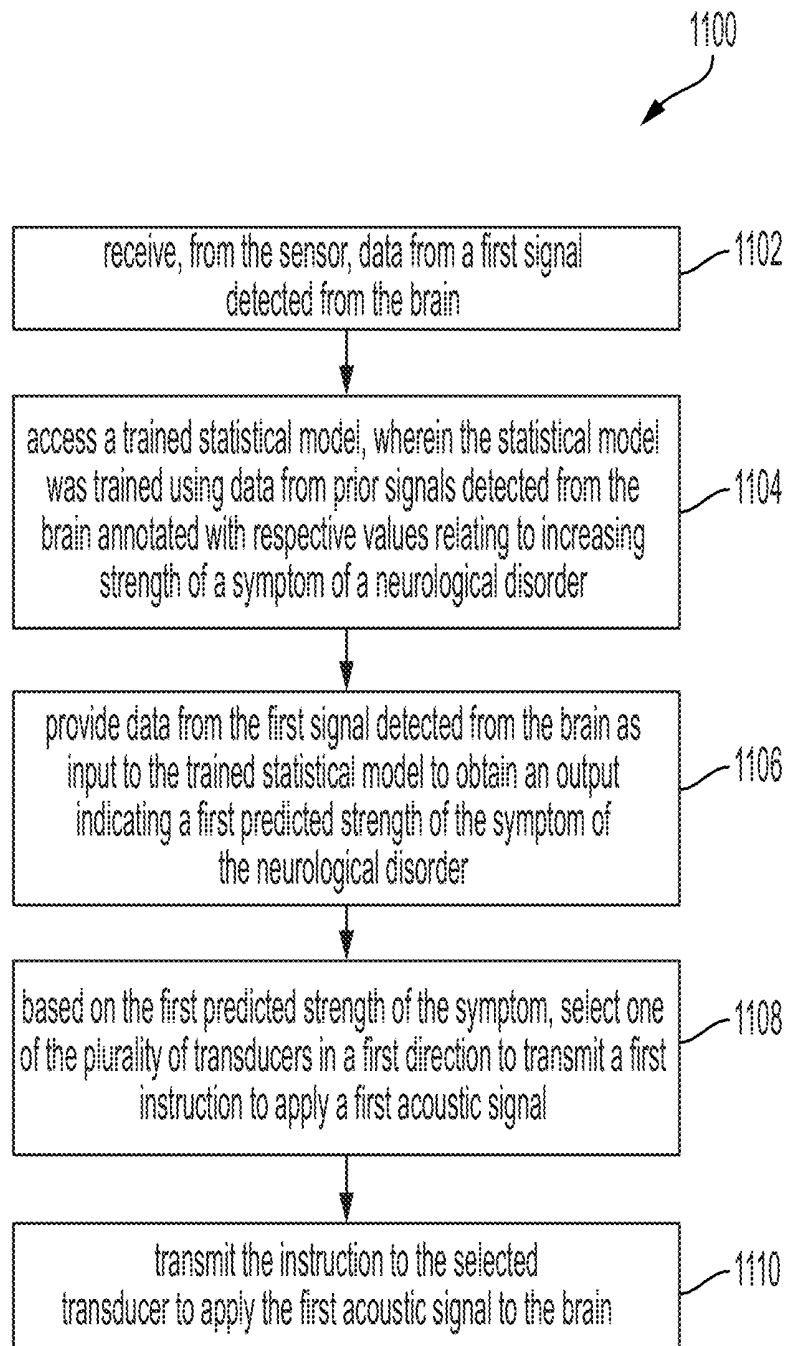 1100
receive, from the sensor, data from a first signal
detected from the brain
1102
access a trained statistical model, wherein the statistical model
was trained using data from prior signals detected from the
brain annotated with respective values relating to increasing
strength of a symptom of a neurological disorder
1104
provide data from the first signal detected from the brain as
input to the trained statistical model to obtain an output
indicating a first predicted strength of the symptom of
the neurological disorder
1106
based on the first predicted strength of the symptom, select one
of the plurality of transducers in a first direction to transmit a first
instruction to apply a first acoustic signal
1108
transmit the instruction to the selected
transducer to apply the first acoustic signal to the brain
1110